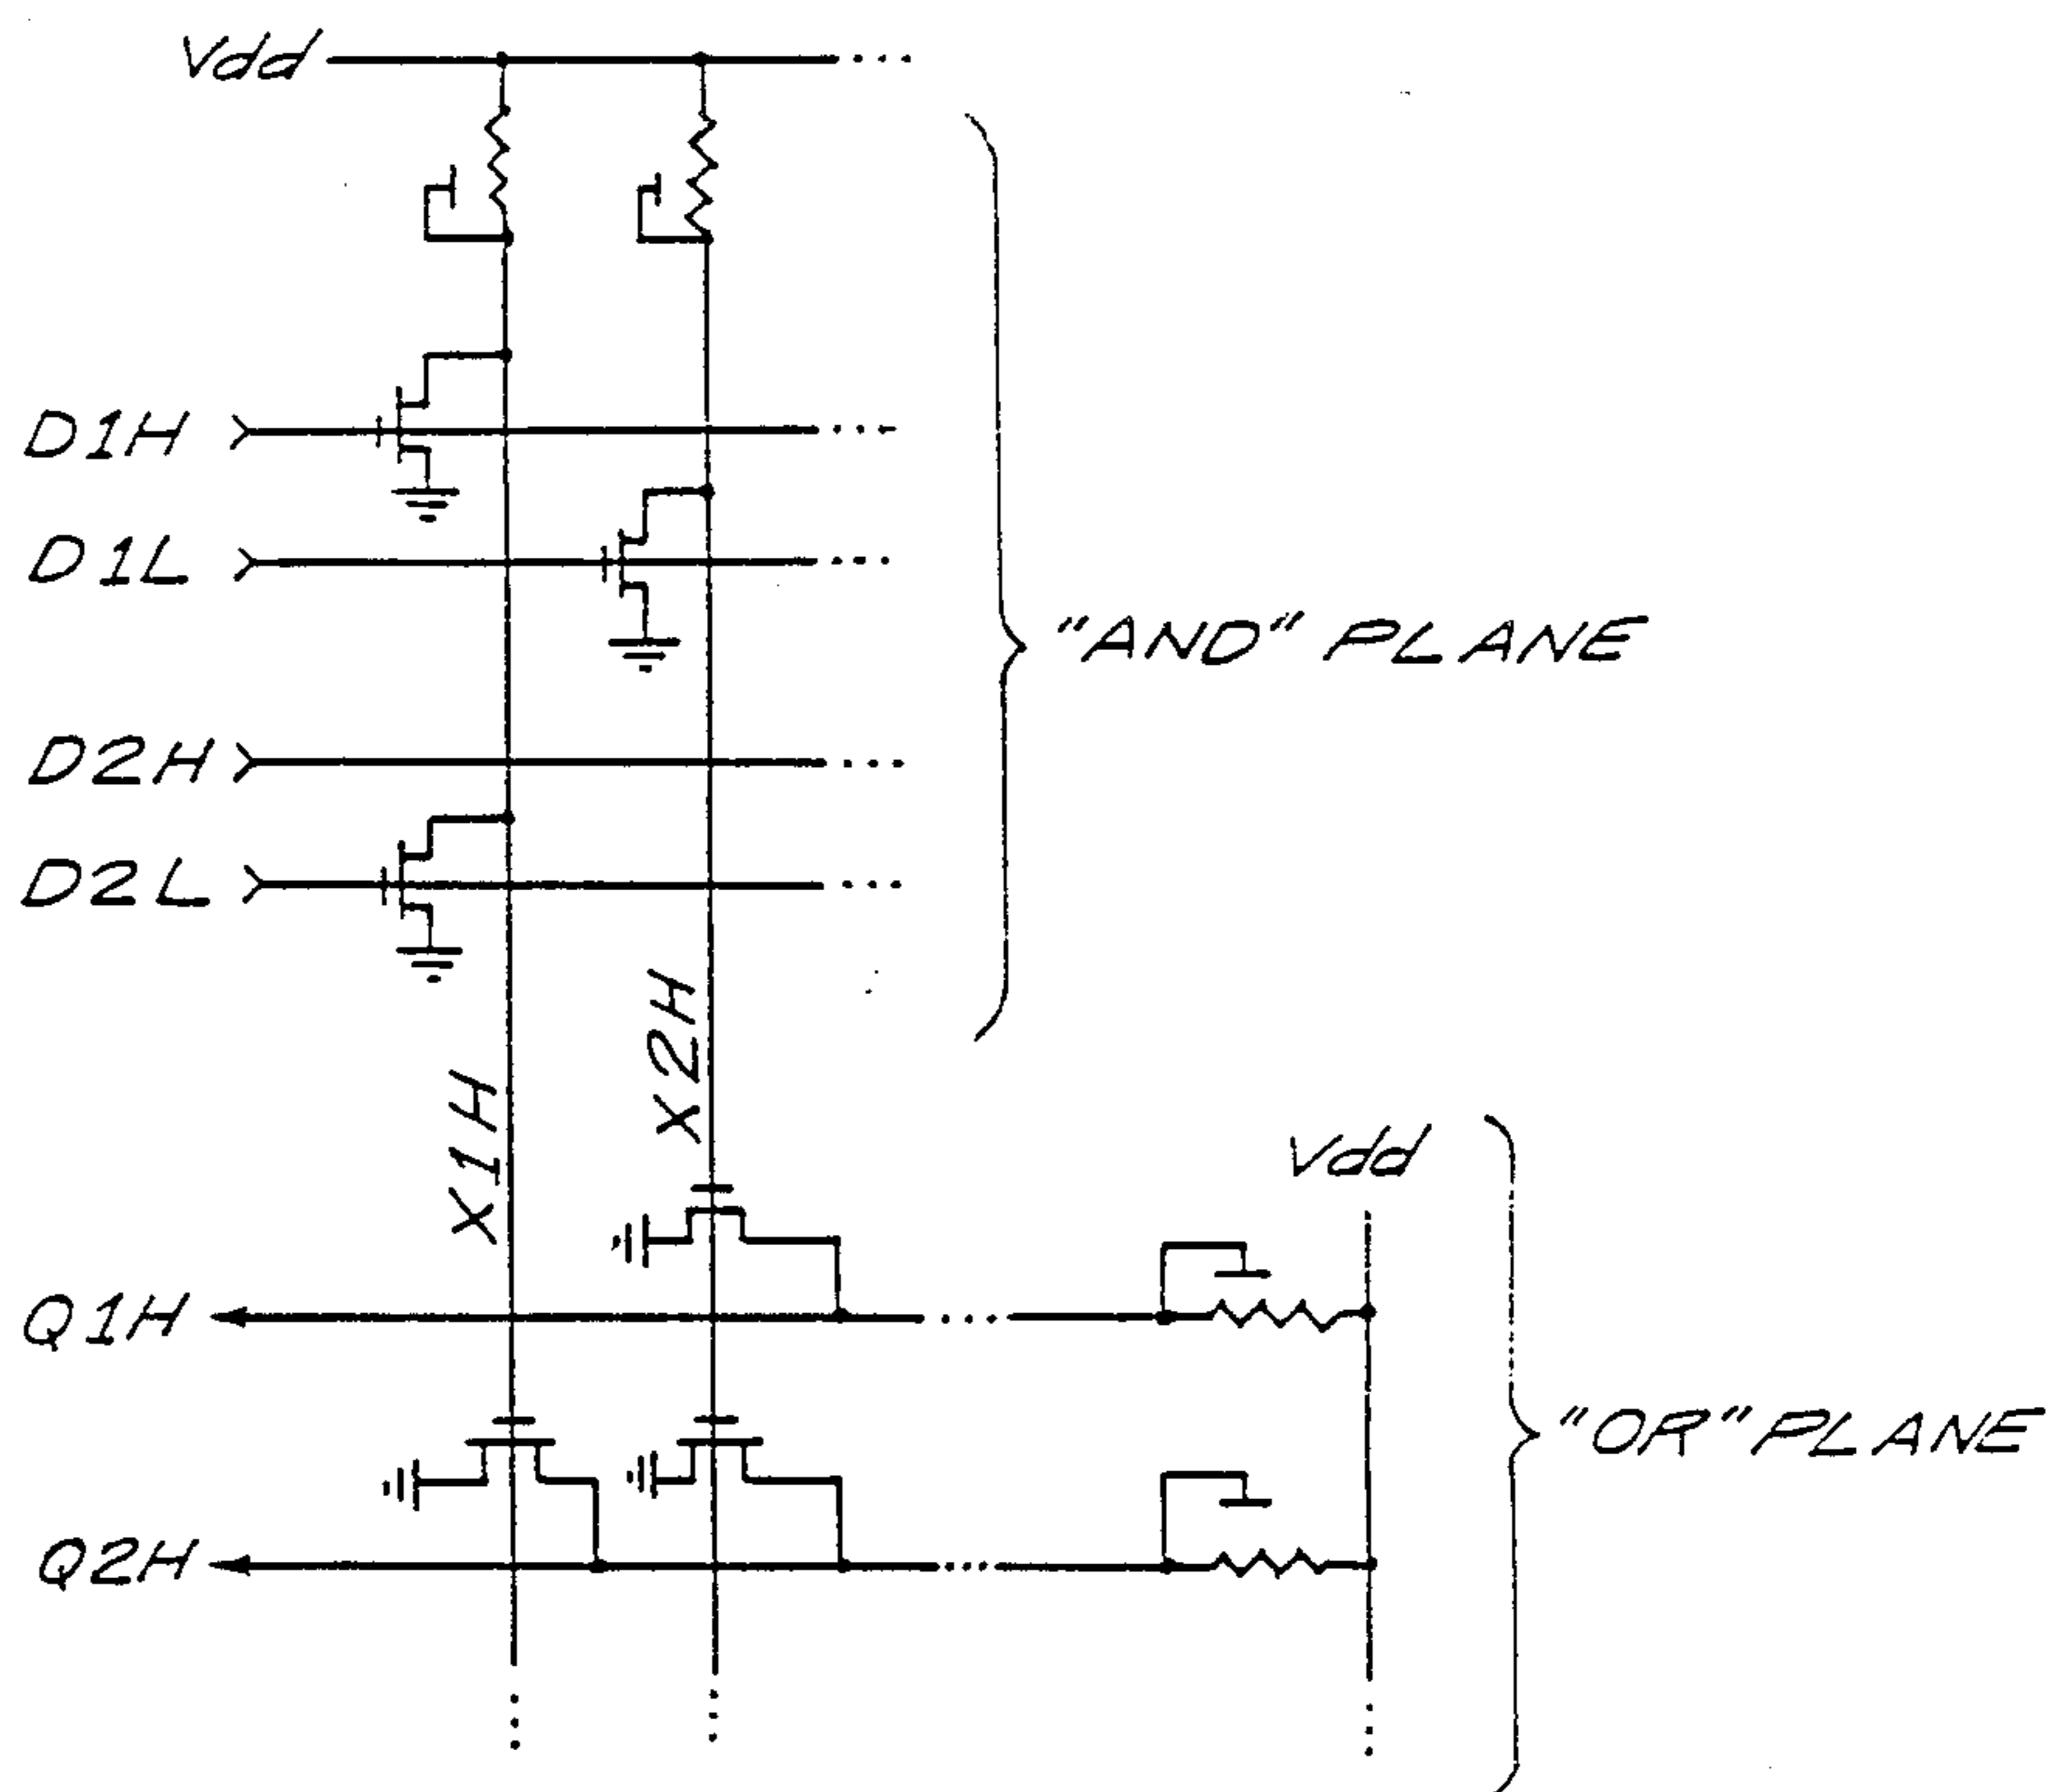 Vdd
D1H
D1L
"AND" PLANE
D2H
D2L
X2H
X1H
Vdd
Q1H
"OR" PLANE
Q2H